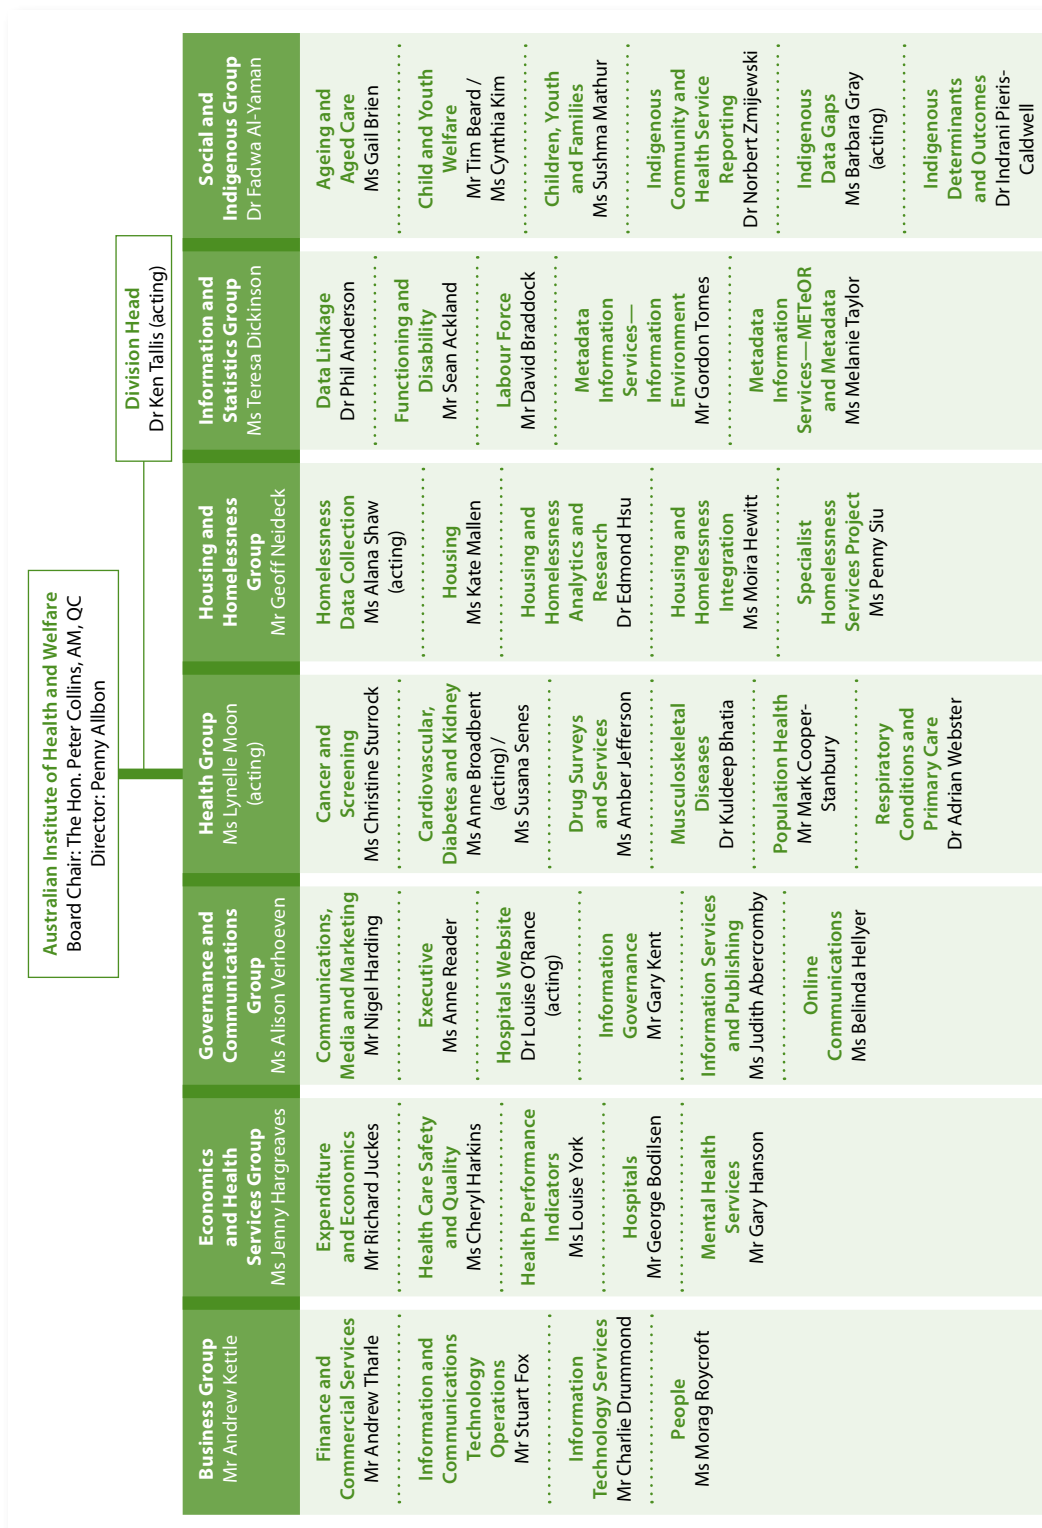 Australian Institute of Health and Welfare
Board Chair: The Hon. Peter Collins, AM, QC
Director: Penny Allbon
Division Head
Dr Ken Tallis (acting)
Business Group
Mr Andrew Kettle
Finance and
Commercial Services
Mr Andrew Tharle
Information and
Communications
Technology
Operations
Mr Stuart Fox
Information
Technology Services
Mr Charlie Drummond
People
Ms Morag Roycroft
Economics
and Health
Services Group
Ms Jenny Hargreaves
Expenditure
and Economics
Mr Richard Juckes
Health Care Safety
and Quality
Ms Cheryl Harkins
Health Performance
Indicators
Ms Louise York
Hospitals
Mr George Bodilsen
Mental Health
Services
Mr Gary Hanson
Governance and
Communications
Group
Ms Alison Verhoeven
Communications,
Media and Marketing
Mr Nigel Harding
Executive
Ms Anne Reader
Hospitals Website
Dr Louise O'Rance
(acting)
Information
Governance
Mr Gary Kent
Information Services
and Publishing
Ms Judith Abercromby
Online
Communications
Ms Belinda Hellyer
Health Group
Ms Lynelle Moon
(acting)
Cancer and
Screening
Ms Christine Sturrock
Cardiovascular,
Diabetes and Kidney
Ms Anne Broadbent
(acting) /
Ms Susana Senes
Drug Surveys
and Services
Ms Amber Jefferson
Musculoskeletal
Diseases
Dr Kuldeep Bhatia
Population Health
Mr Mark Cooper-
Stanbury
Respiratory
Conditions and
Primary Care
Dr Adrian Webster
Housing and
Homelessness
Group
Mr Geoff Neideck
Homelessness
Data Collection
Ms Alana Shaw
(acting)
Housing
Ms Kate Mallen
Housing and
Homelessness
Analytics and
Research
Dr Edmond Hsu
Housing and
Homelessness
Integration
Ms Moira Hewitt
Specialist
Homelessness
Services Project
Ms Penny Siu
Information and
Statistics Group
Ms Teresa Dickinson
Data Linkage
Dr Phil Anderson
Functioning and
Disability
Mr Sean Ackland
Labour Force
Mr David Braddock
Metadata
Information
Services—
Information
Environment
Mr Gordon Tomes
Metadata
Information
Services—METeOR
and Metadata
Ms Melanie Taylor
Social and
Indigenous Group
Dr Fadwa Al-Yaman
Ageing and
Aged Care
Ms Gail Brien
Child and Youth
Welfare
Mr Tim Beard /
Ms Cynthia Kim
Children, Youth
and Families
Ms Sushma Mathur
Indigenous
Community and
Health Service
Reporting
Dr Norbert Zmijewski
Indigenous
Data Gaps
Ms Barbara Gray
(acting)
Indigenous
Determinants
and Outcomes
Dr Indrani Pieris-
Caldwell